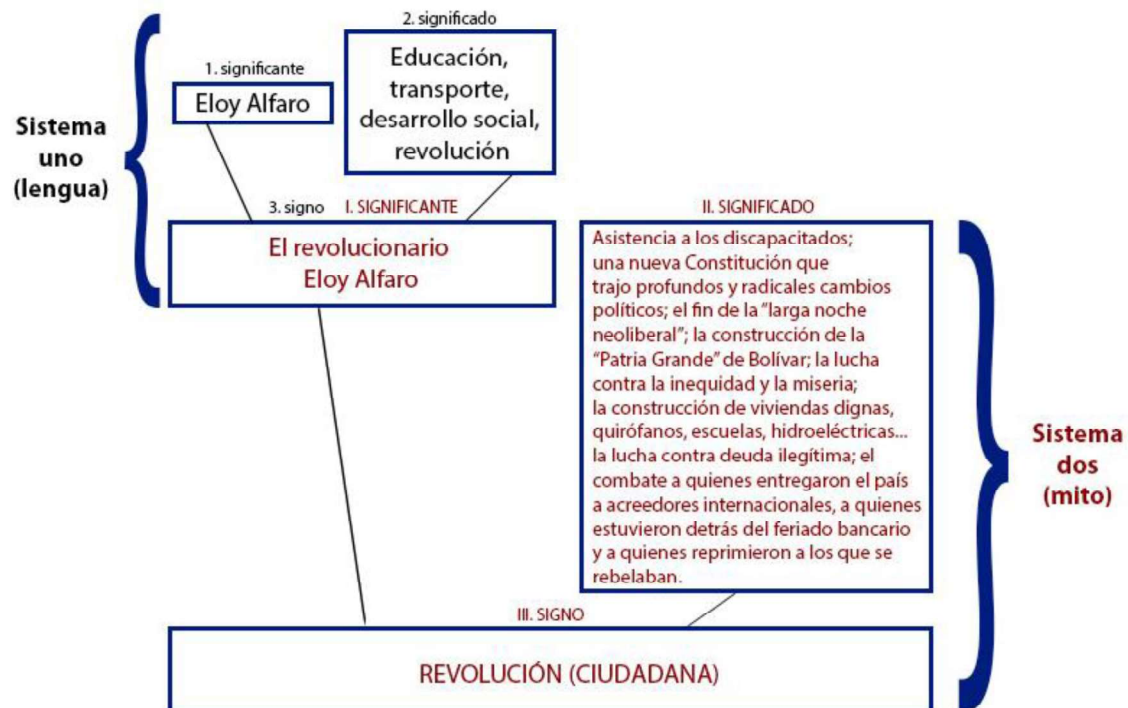 2. significado
Educación,
transporte,
desarrollo social,
revolución
1. significante
Eloy Alfaro
Sistema
uno
(lengua)
3. signo I. SIGNIFICANTE
El revolucionario
Eloy Alfaro
II. SIGNIFICADO
Asistencia a los discapacitados;
una nueva Constitución que
trajo profundos y radicales cambios
políticos; el fin de la "larga noche
neoliberal"; la construcción de la
"Patria Grande" de Bolívar; la lucha
contra la inequidad y la miseria;
la construcción de viviendas dignas,
quirófanos, escuelas, hidroeléctricas...
la lucha contra deuda ilegítima; el
combate a quienes entregaron el país
a acreedores internacionales, a quienes
estuvieron detrás del feriado bancario
y a quienes reprimieron a los que se
rebelaban.
Sistema
dos
(mito)
III. SIGNO
REVOLUCIÓN (CIUDADANA)